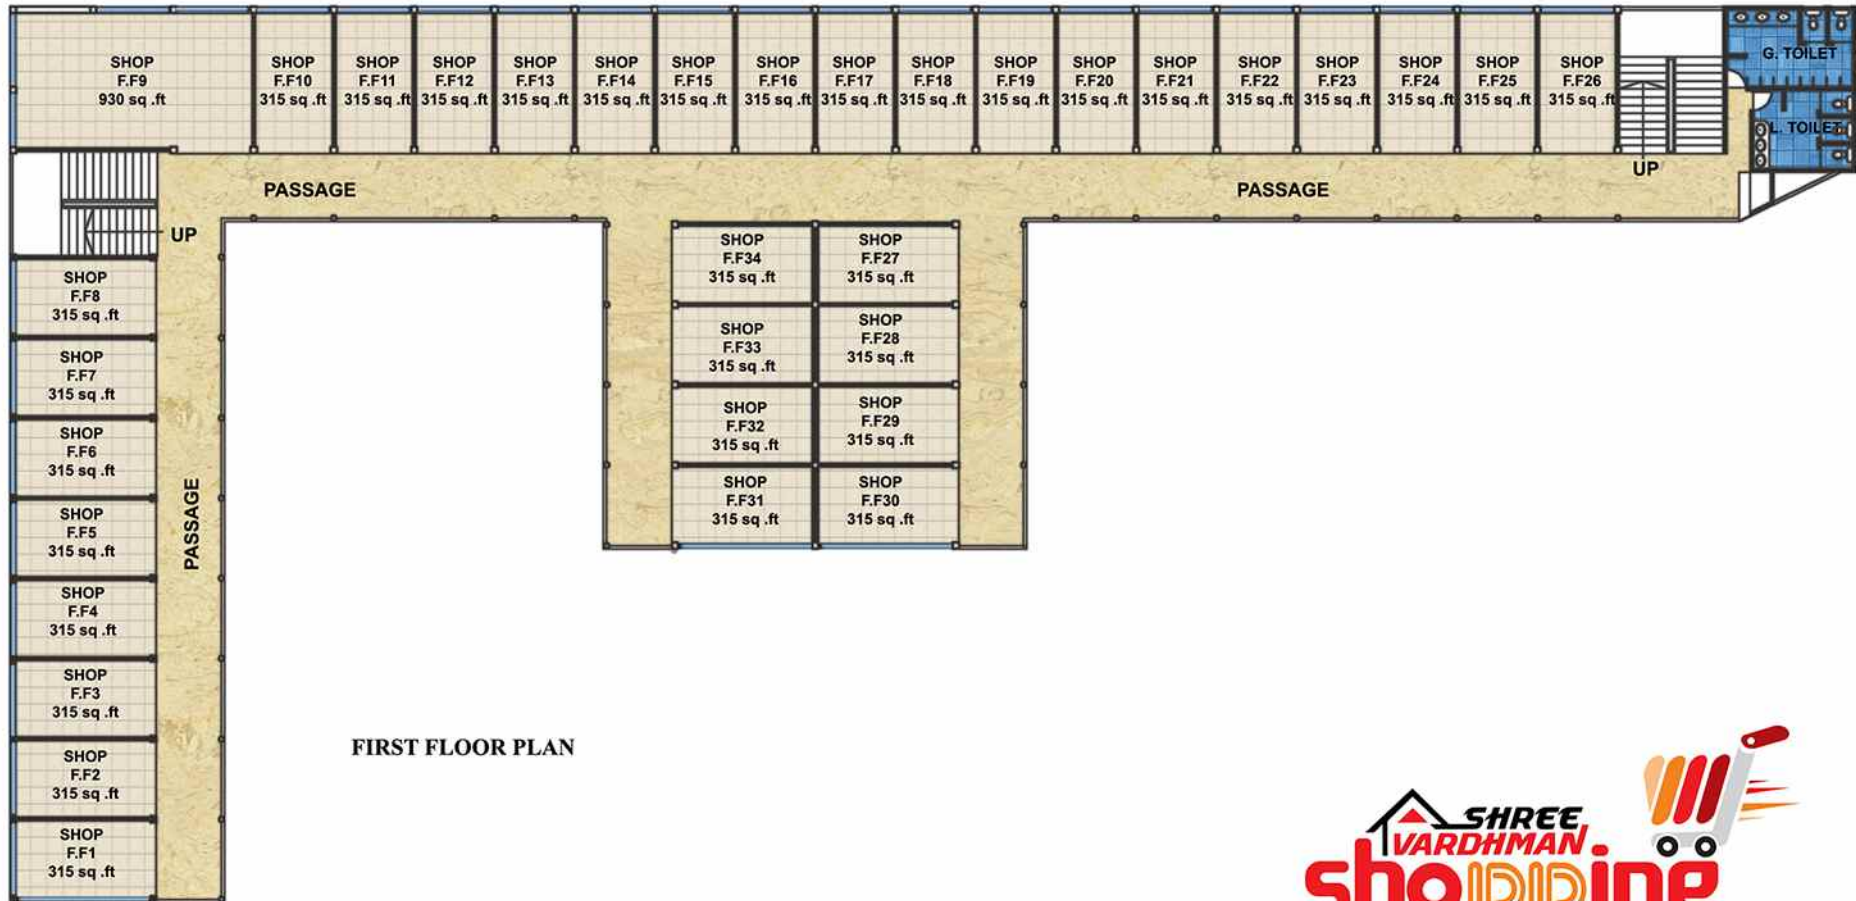 SHOP
F.F9
930 sq .ft
SHOP
F.F10
315 sq .ft
SHOP
F.F11
315 sq .ft
SHOP
F.F12
315 sq .ft
SHOP
F.F13
315 sq .ft
SHOP
F.F14
315 sq .ft
SHOP
F.F15
315 sq .ft
SHOP
F.F16
315 sq .ft
SHOP
F.F17
315 sq .ft
SHOP
F.F18
315 sq .ft
SHOP
F.F19
315 sq .ft
SHOP
F.F20
315 sq .ft
SHOP
F.F21
315 sq .ft
SHOP
F.F22
315 sq .ft
SHOP
F.F23
315 sq .ft
SHOP
F.F24
315 sq .ft
SHOP
F.F25
315 sq .ft
SHOP
F.F26
315 sq .ft
G. TOILET
L. TOILET
UP
PASSAGE
PASSAGE
UP
SHOP
F.F34
315 sq .ft
SHOP
F.F27
315 sq .ft
SHOP
F.F33
315 sq .ft
SHOP
F.F28
315 sq .ft
SHOP
F.F32
315 sq .ft
SHOP
F.F29
315 sq .ft
SHOP
F.F31
315 sq .ft
SHOP
F.F30
315 sq .ft
SHOP
F.F8
315 sq .ft
SHOP
F.F7
315 sq .ft
SHOP
F.F6
315 sq .ft
SHOP
F.F5
315 sq .ft
SHOP
F.F4
315 sq .ft
SHOP
F.F3
315 sq .ft
SHOP
F.F2
315 sq .ft
SHOP
F.F1
315 sq .ft
PASSAGE
FIRST FLOOR PLAN
SHREE
VARDHMAN
shopping